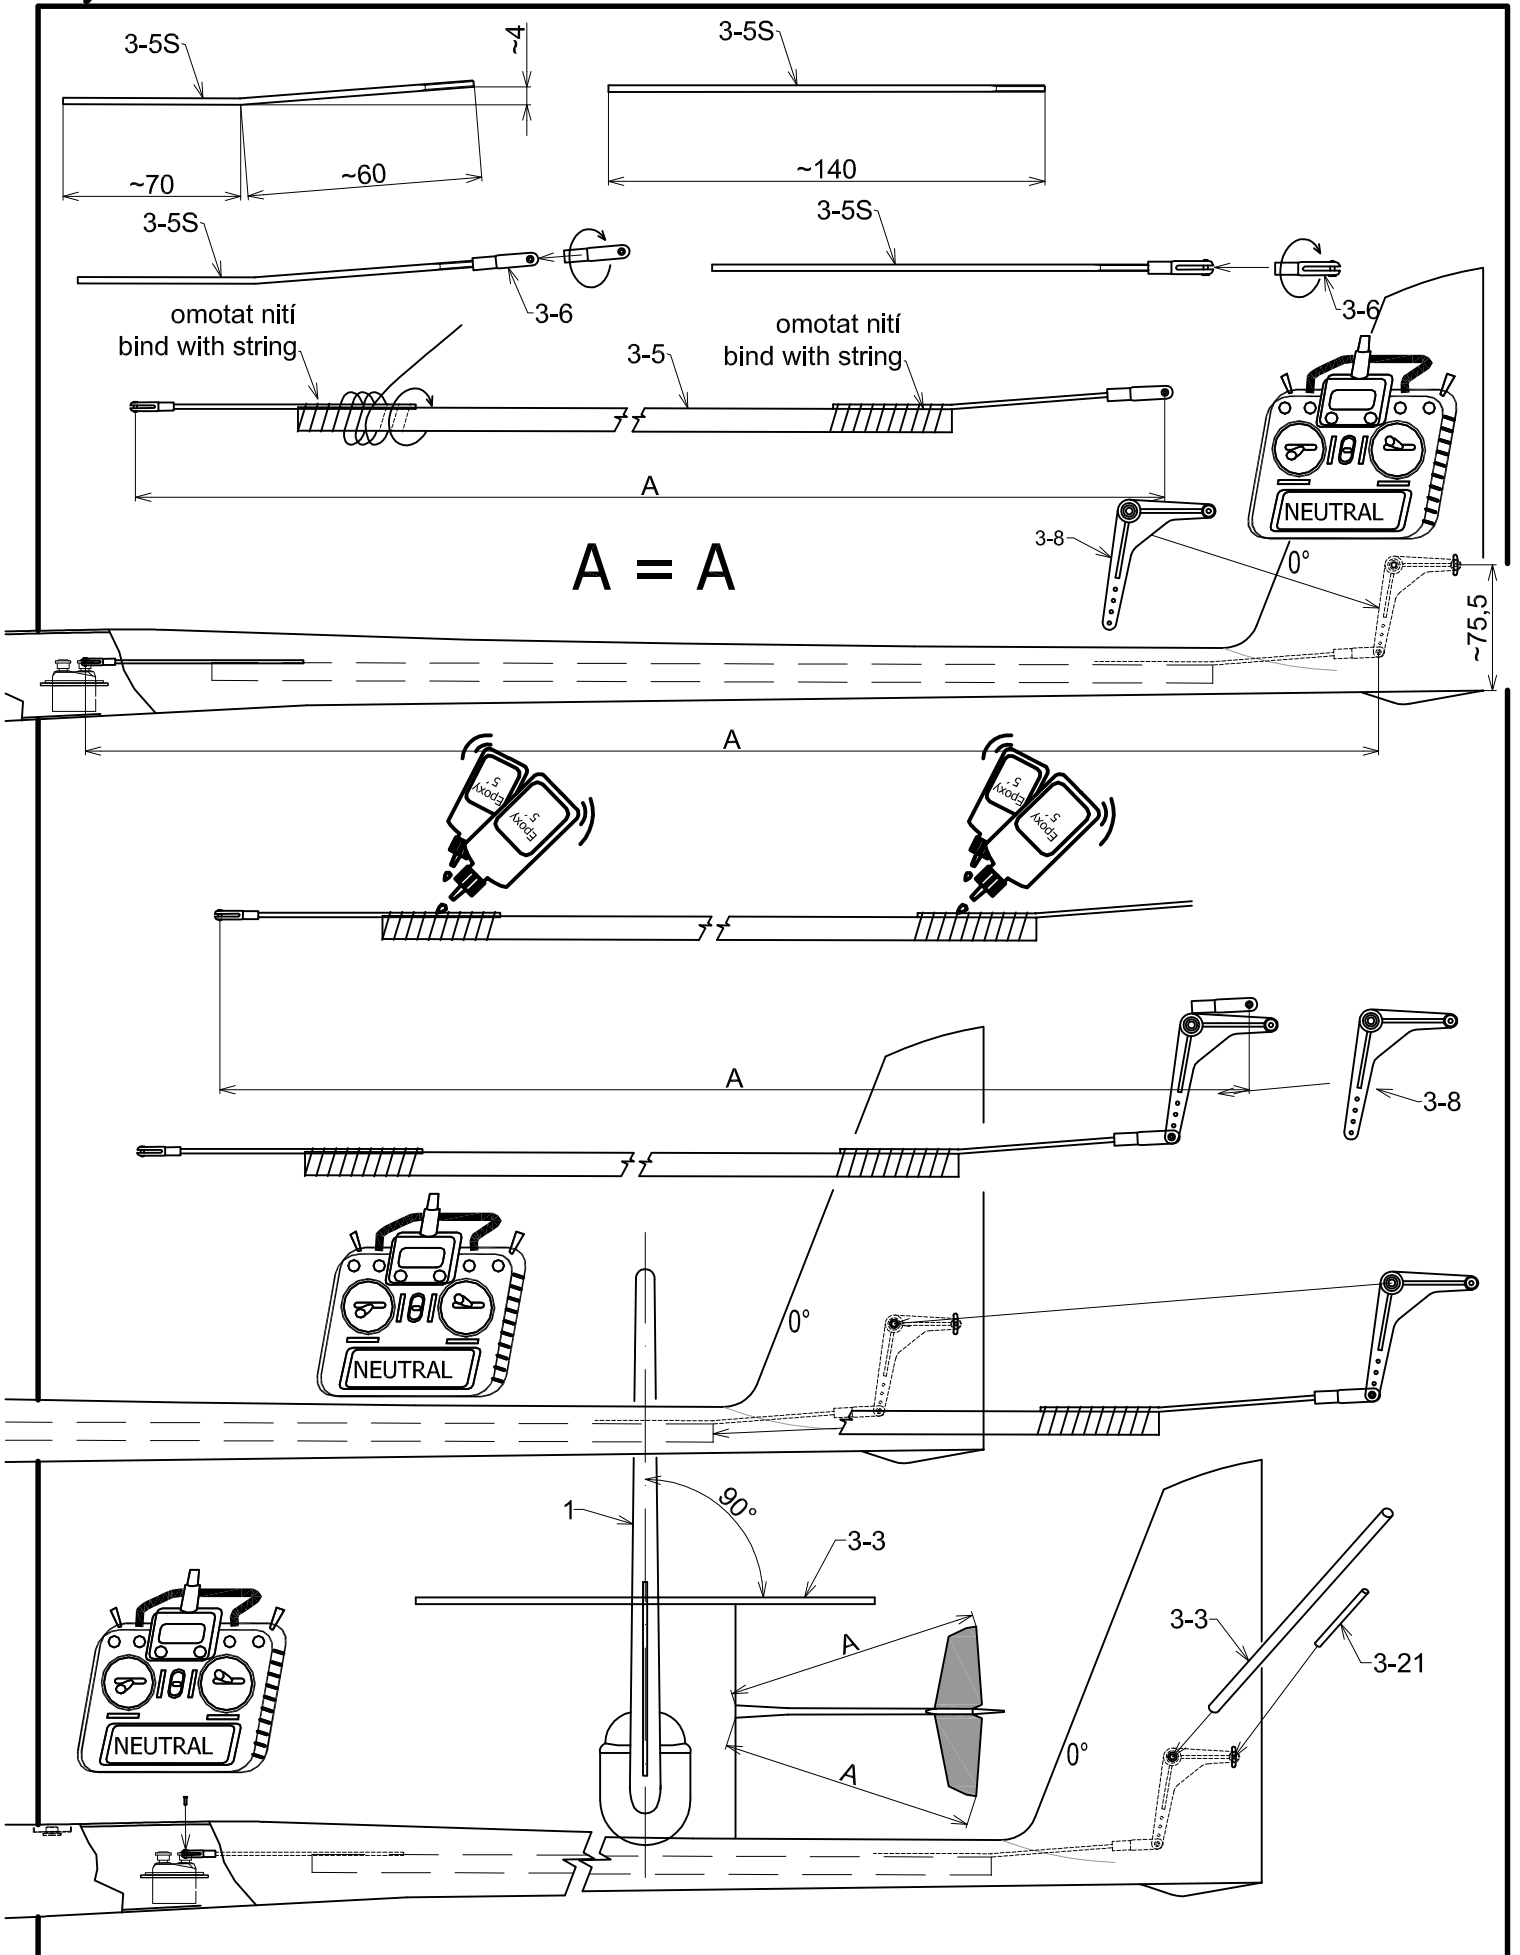 3-5S
~4
3-5S
~70
~60
~140
3-5S
3-5S
3-6
3-6
omotat nití
bind with string
3-5
omotat nití
bind with string
A
NEUTRAL
3-8
A = A
0°
~75,5
A
Epoxy
5´
Epoxy
5´
Epoxy
5´
Epoxy
5´
A
3-8
0°
NEUTRAL
1
90°
3-3
3-3
3-21
A
A
0°
NEUTRAL